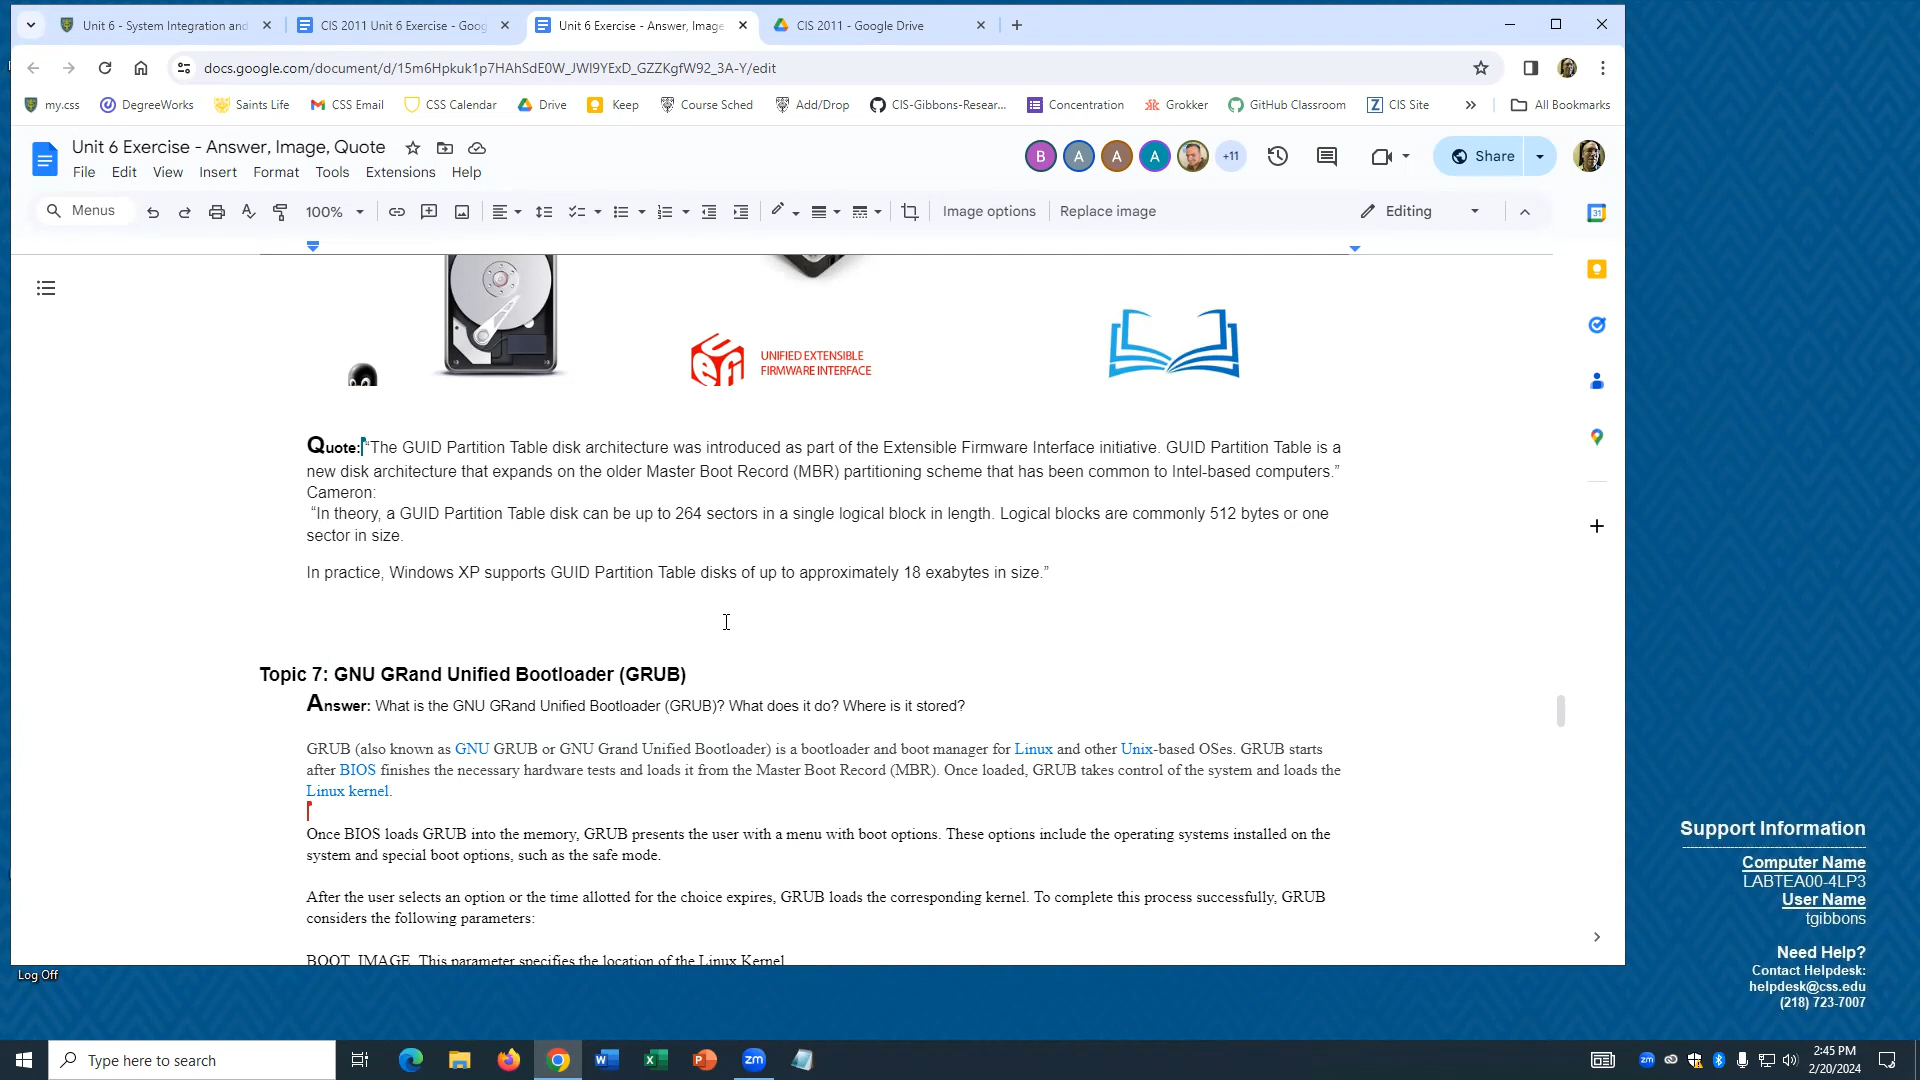 Unit 6 - System Integration and
CIS 2011 Unit 6 Exercise - Goog
Unit 6 Exercise - Answer, Image
CIS 2011 - Google Drive
docs.google.com/document/d/15m6Hpkuk1p7HAhSdE0W_JWI9YExD_GZZKgfW92_3A-Y/edit
my.css
DegreeWorks
Saints Life
CSS Email
CSS Calendar
Drive
Keep
Course Sched
Add/Drop
CIS-Gibbons-Resear...
Concentration
Grokker
GitHub Classroom
CIS Site
All Bookmarks
Unit 6 Exercise - Answer, Image, Quote
File Edit View Insert Format Tools Extensions Help
B A A A +11
Share
Menus
100%
Image options
Replace image
Editing
UNIFIED EXTENSIBLE
FIRMWARE INTERFACE
Quote: “The GUID Partition Table disk architecture was introduced as part of the Extensible Firmware Interface initiative. GUID Partition Table is a
new disk architecture that expands on the older Master Boot Record (MBR) partitioning scheme that has been common to Intel-based computers.”
Cameron:
“In theory, a GUID Partition Table disk can be up to 264 sectors in a single logical block in length. Logical blocks are commonly 512 bytes or one
sector in size.
In practice, Windows XP supports GUID Partition Table disks of up to approximately 18 exabytes in size.”
Topic 7: GNU GRand Unified Bootloader (GRUB)
Answer: What is the GNU GRand Unified Bootloader (GRUB)? What does it do? Where is it stored?
GRUB (also known as GNU GRUB or GNU Grand Unified Bootloader) is a bootloader and boot manager for Linux and other Unix-based OSes. GRUB starts
after BIOS finishes the necessary hardware tests and loads it from the Master Boot Record (MBR). Once loaded, GRUB takes control of the system and loads the
Linux kernel.
Once BIOS loads GRUB into the memory, GRUB presents the user with a menu with boot options. These options include the operating systems installed on the
system and special boot options, such as the safe mode.
After the user selects an option or the time allotted for the choice expires, GRUB loads the corresponding kernel. To complete this process successfully, GRUB
considers the following parameters:
BOOT_IMAGE. This parameter specifies the location of the Linux Kernel
Log Off
Support Information
Computer Name
LABTEA00-4LP3
User Name
tgibbons
Need Help?
Contact Helpdesk:
helpdesk@css.edu
(218) 723-7007
Type here to search
2:45 PM
2/20/2024